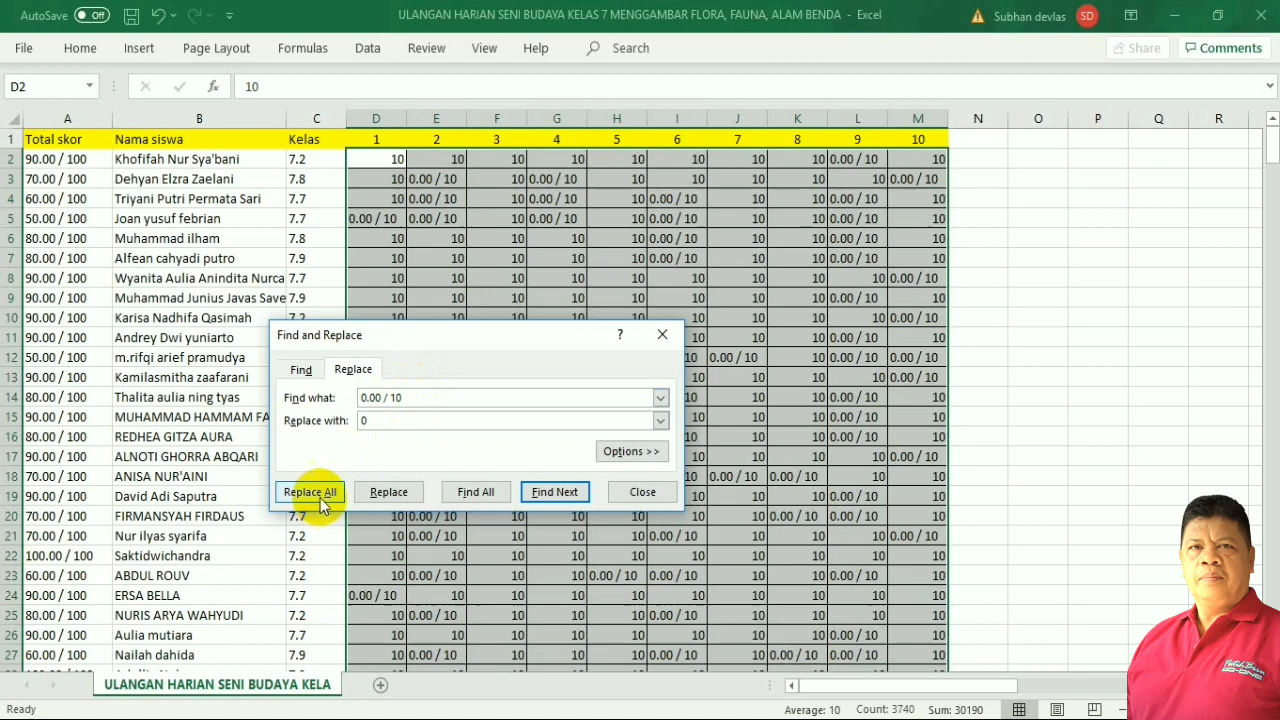 AutoSave Off ULANGAN HARIAN SENI BUDAYA KELAS 7 MENGGAMBAR FLORA, FAUNA, ALAM BENDA - Excel Subhan devlas SD
File Home Insert Page Layout Formulas Data Review View Help Search Share Comments
D2 fx 10
A B C D E F G H I J K L M N O P Q R
1 Total skor Nama siswa Kelas 1 2 3 4 5 6 7 8 9 10
2 90.00 / 100 Khofifah Nur Sya'bani 7.2 10 10 10 10 10 10 10 10 0.00 / 10 10
3 70.00 / 100 Dehyan Elzra Zaelani 7.8 10 0.00 / 10 10 0.00 / 10 10 10 10 10 10 0.00 / 10
4 60.00 / 100 Triyani Putri Permata Sari 7.7 10 0.00 / 10 10 0.00 / 10 10 0.00 / 10 10 10 0.00 / 10 10
5 50.00 / 100 Joan yusuf febrian 7.7 0.00 / 10 0.00 / 10 10 0.00 / 10 10 0.00 / 10 10 10 0.00 / 10 10
6 80.00 / 100 Muhammad ilham 7.8 10 10 10 10 10 0.00 / 10 10 10 0.00 / 10 10
7 80.00 / 100 Alfean cahyadi putro 7.9 10 10 10 10 10 0.00 / 10 10 10 0.00 / 10 10
8 90.00 / 100 Wyanita Aulia Anindita Nurca 7.7 10 10 10 10 10 10 10 10 10 0.00 / 10
9 90.00 / 100 Muhammad Junius Javas Save 7.9 10 10 10 10 10 10 10 10 0.00 / 10 10
10 90.00 / 100 Karisa Nadhifa Qasimah 7.2 10 10 10 10 10 10 10 10 10 0.00 / 10
11 90.00 / 100 Andrey Dwi yuniarto 10 10 10 0.00 / 10 10
12 50.00 / 100 m.rifqi arief pramudya 10 0.00 / 10 10 0.00 / 10 0.00 / 10
13 90.00 / 100 Kamilasmitha zaafarani 10 10 10 10 0.00 / 10
14 80.00 / 100 Thalita aulia ning tyas 10 10 10 0.00 / 10 10
15 90.00 / 100 MUHAMMAD HAMMAM FA 10 10 10 0.00 / 10 10
16 80.00 / 100 REDHEA GITZA AURA 10 10 10 0.00 / 10 10
17 90.00 / 100 ALNOTI GHORRA ABQARI 10 10 10 10 0.00 / 10
18 70.00 / 100 ANISA NUR'AINI 10 0.00 / 10 0.00 / 10 10 10
19 90.00 / 100 David Adi Saputra 10 10 10 0.00 / 10 10
20 70.00 / 100 FIRMANSYAH FIRDAUS 7.7 10 0.00 / 10 10 10 10 10 10 0.00 / 10 0.00 / 10 10
21 70.00 / 100 Nur ilyas syarifa 7.2 10 0.00 / 10 10 10 10 0.00 / 10 10 10 10 0.00 / 10
22 100.00 / 100 Saktidwichandra 7.2 10 10 10 10 10 10 10 10 10 10
23 60.00 / 100 ABDUL ROUV 7.2 10 0.00 / 10 10 10 0.00 / 10 0.00 / 10 10 10 0.00 / 10 10
24 90.00 / 100 ERSA BELLA 7.7 0.00 / 10 10 10 10 10 10 10 10 10 10
25 80.00 / 100 NURIS ARYA WAHYUDI 7.2 10 0.00 / 10 10 10 10 0.00 / 10 10 10 10 10
26 90.00 / 100 Aulia mutiara 7.7 10 10 10 10 10 10 10 10 0.00 / 10 10
27 60.00 / 100 Nailah dahida 7.9 10 0.00 / 10 10 10 10 0.00 / 10 10 0.00 / 10 0.00 / 10 10
Find and Replace ?
Find Replace
Find what: 0.00 / 10
Replace with: 0
Options >>
Replace All Replace Find All Find Next Close
ULANGAN HARIAN SENI BUDAYA KELA
Ready Average: 10 Count: 3740 Sum: 30190